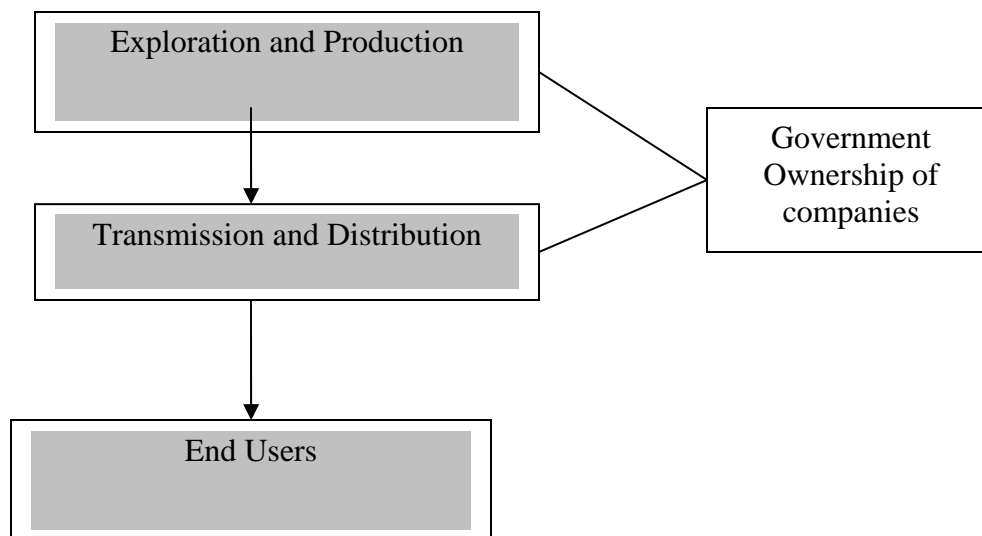 Exploration and Production
Government
Ownership of
companies
Transmission and Distribution
End Users